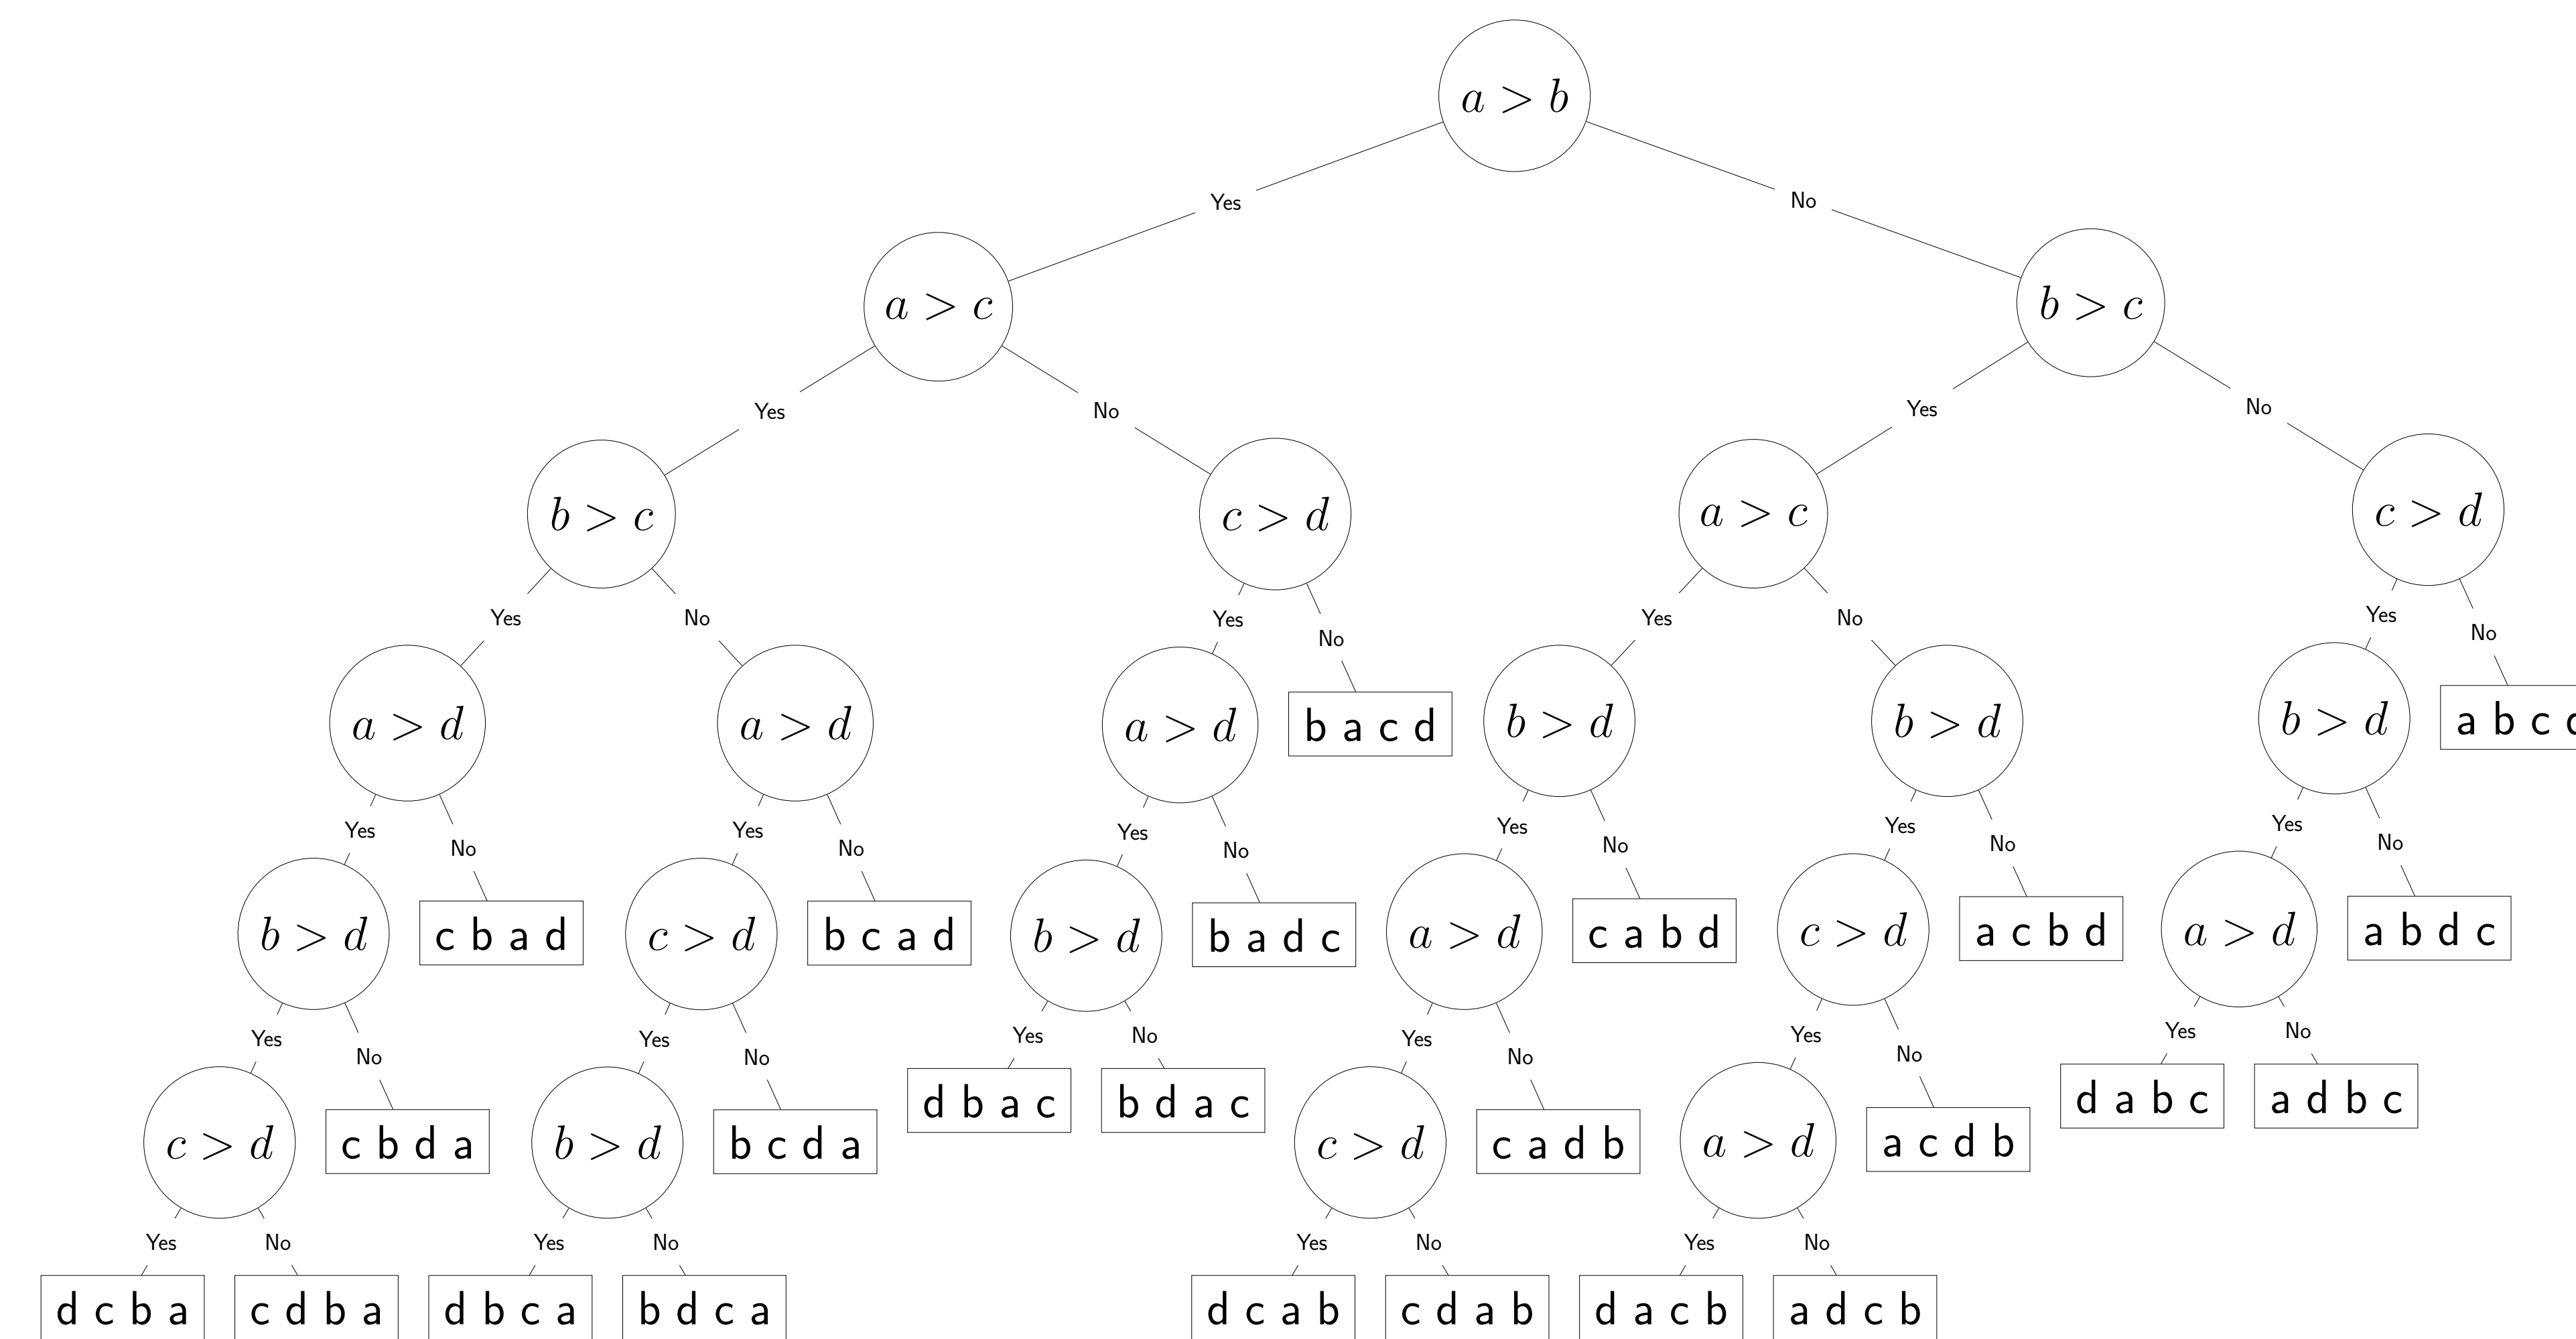 a > b
Yes No
a > c b > c
Yes No Yes No
b > c c > d a > c c > d
Yes No Yes No Yes No Yes No
a > d a > d a > d b a c d b > d b > d b > d a b c
Yes No Yes No Yes No Yes No Yes No Yes No
b > d c b a d c > d b c a d b > d b a d c a > d c a b d c > d a c b d a > d a b d c
Yes No Yes No Yes No Yes No Yes No Yes No
c > d c b d a b > d b c d a d b a c b d a c c > d c a d b a > d a c d b d a b c a d b c
Yes No Yes No Yes No Yes No
d c b a c d b a d b c a b d c a d c a b c d a b d a c b a d c b